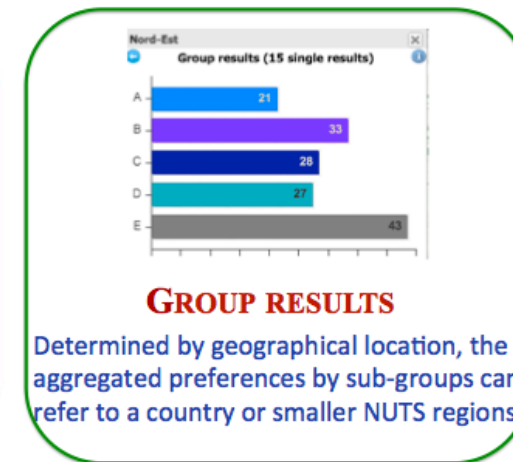 Nord-Est
Group results (15 single results)
A 21
B 33
C 28
D 27
E 43
GROUP RESULTS
Determined by geographical location, the
aggregated preferences by sub-groups can
refer to a country or smaller NUTS regions